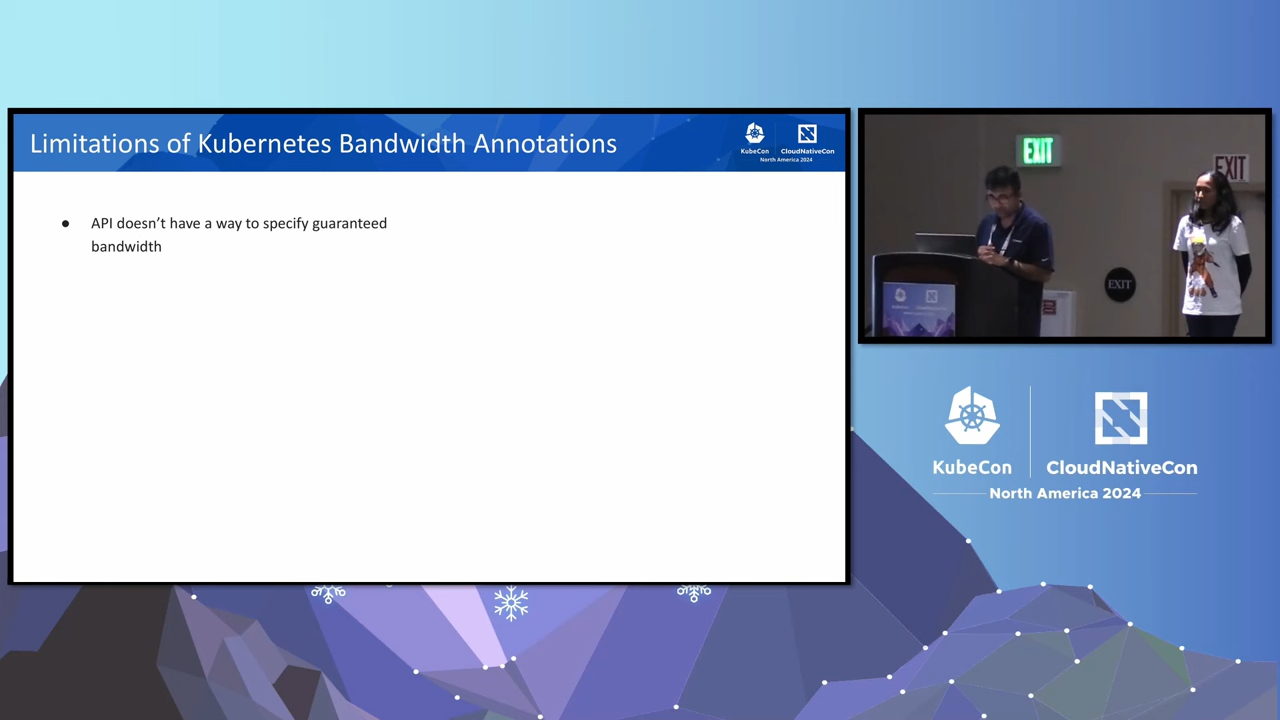 Limitations of Kubernetes Bandwidth Annotations
KubeCon
CloudNativeCon
North America 2024
● API doesn’t have a way to specify guaranteed
bandwidth
EXIT
EXIT
EXIT
KubeCon
CloudNativeCon
North America 2024